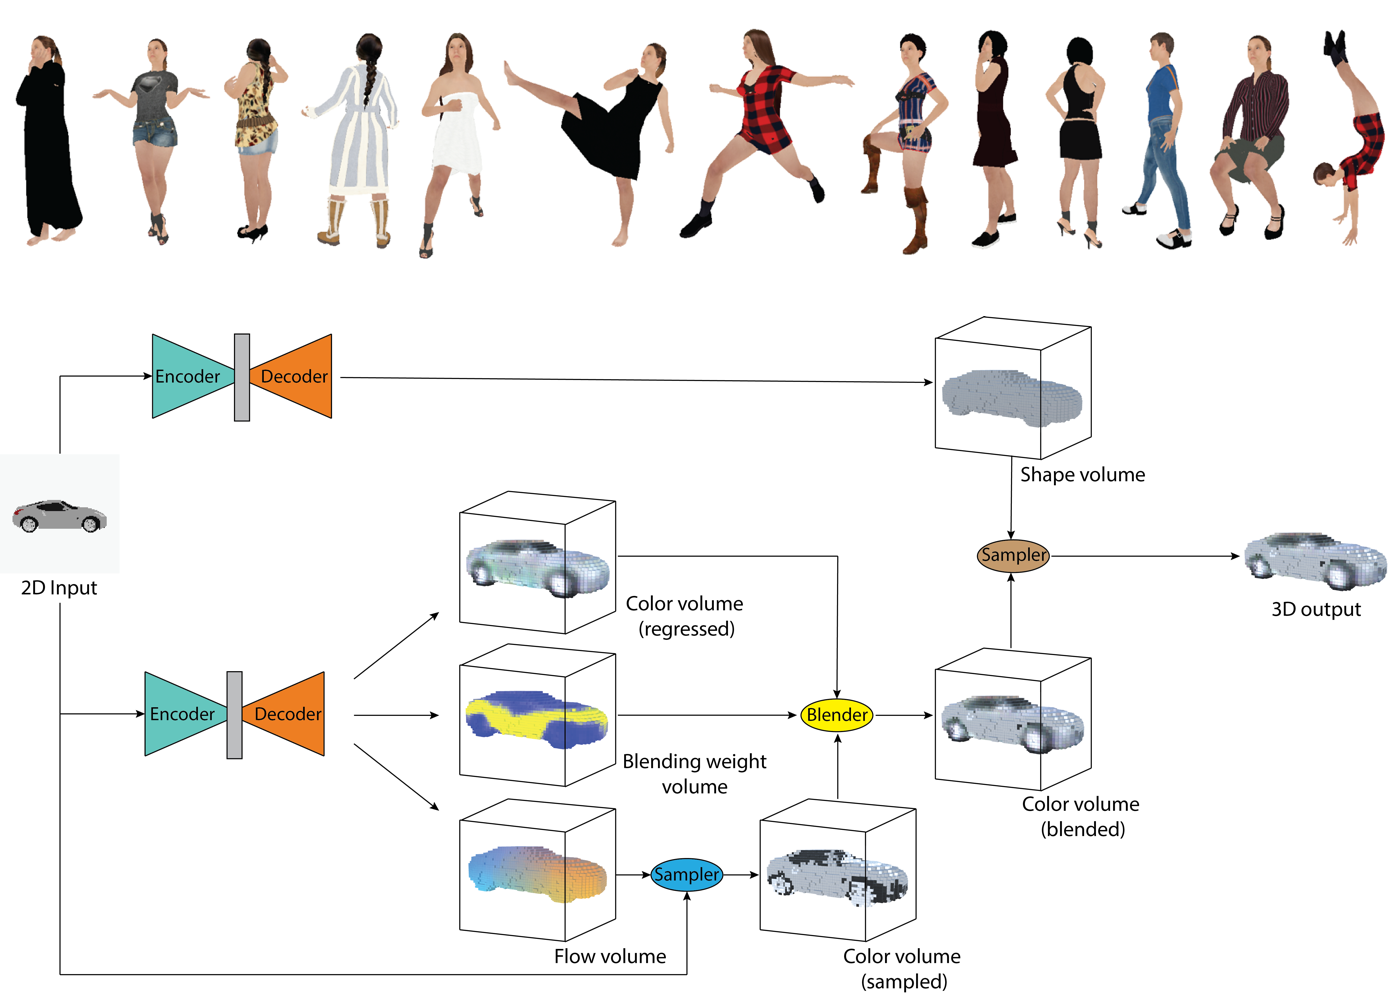 Encoder
Decoder
Shape volume
2D Input
Color volume
(regressed)
Sampler
3D output
Encoder
Decoder
Blending weight
volume
Blender
Color volume
(blended)
Flow volume
Sampler
Color volume
(sampled)